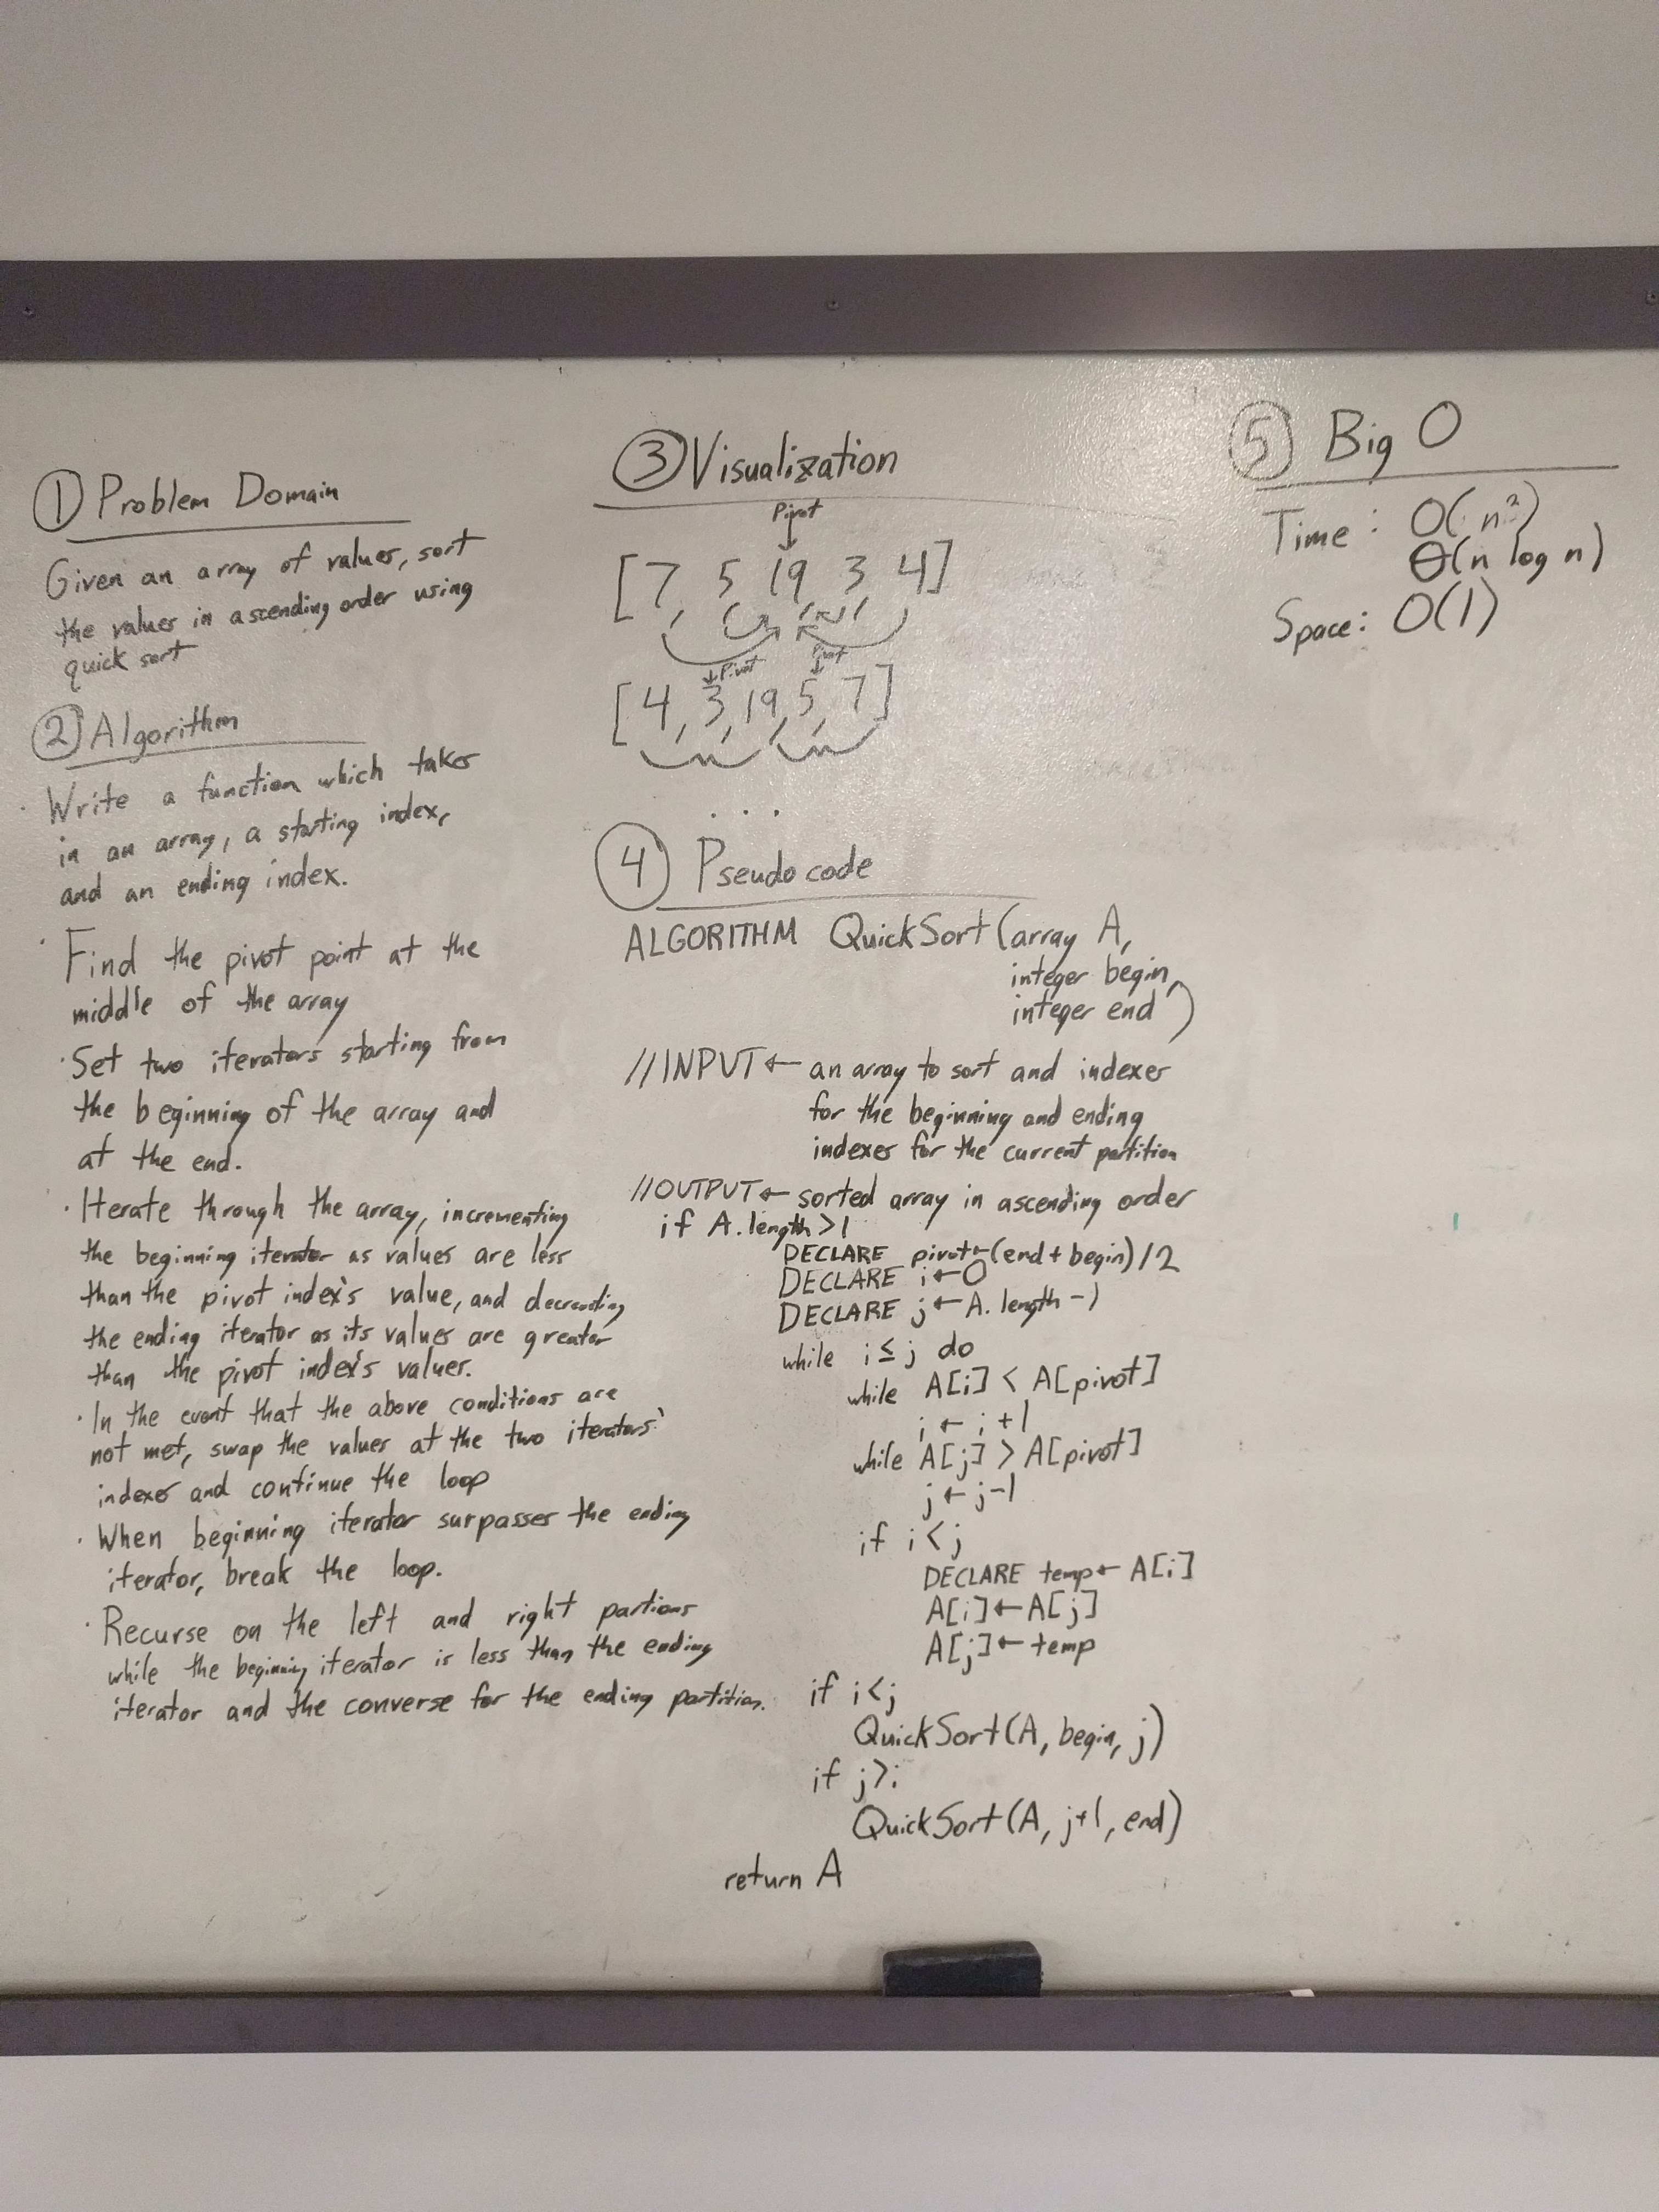 ① Problem Domain
Given an array of values, sort
the values in ascending order using
quick sort
② Algorithm
· Write a function which takes
in an array, a starting index,
and an ending index.
· Find the pivot point at the
middle of the array
· Set two iterators starting from
the beginning of the array and
at the end.
· Iterate through the array, incrementing
the beginning iterator as values are less
than the pivot index's value, and decrementing
the ending iterator as its values are greater
than the pivot index's values.
· In the event that the above conditions are
not met, swap the values at the two iterators'
indexes and continue the loop
· When beginning iterator surpasses the ending
iterator, break the loop.
· Recurse on the left and right partions
while the beginning iterator is less than the ending
iterator and the converse for the ending partition.
③ Visualization
Pivot
[7, 5 19 3 4]
Pivot Pivot
[4, 3, 19, 5, 7]
...
④ Pseudo code
ALGORITHM QuickSort (array A,
integer begin,
integer end)
//INPUT ← an array to sort and indexes
for the beginning and ending
indexes for the current partition
//OUTPUT ← sorted array in ascending order
if A.length > 1
DECLARE pivot ← (end + begin) / 2
DECLARE i ← 0
DECLARE j ← A.length - 1
while i ≤ j do
while A[i] < A[pivot]
i ← i + 1
while A[j] > A[pivot]
j ← j - 1
if i < j
DECLARE temp ← A[i]
A[i] ← A[j]
A[j] ← temp
if i < j
QuickSort(A, begin, j)
if j > i
QuickSort(A, j+1, end)
return A
⑤ Big O
Time: O(n²)
Θ(n log n)
Space: O(1)